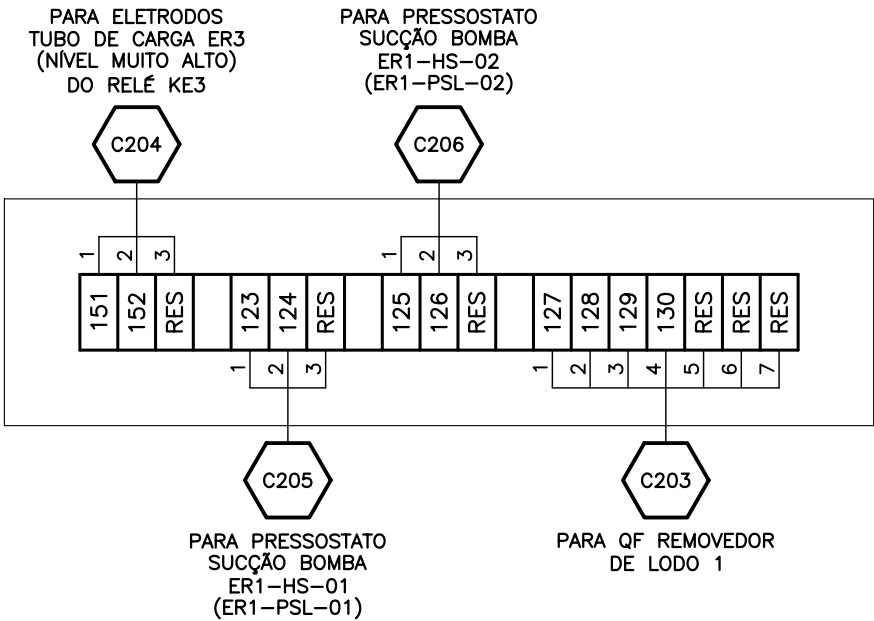 PARA ELETRODOS
TUBO DE CARGA ER3
(NÍVEL MUITO ALTO)
DO RELÉ KE3
C204
PARA PRESSOSTATO
SUCÇÃO BOMBA
ER1-HS-02
(ER1-PSL-02)
C206
1 2 3
1 2 3
151 152 RES 123 124 RES 125 126 RES 127 128 129 130 RES RES RES
1 2 3
1 2 3 4 5 6 7
C205
PARA PRESSOSTATO
SUCÇÃO BOMBA
ER1-HS-01
(ER1-PSL-01)
C203
PARA QF REMOVEDOR
DE LODO 1